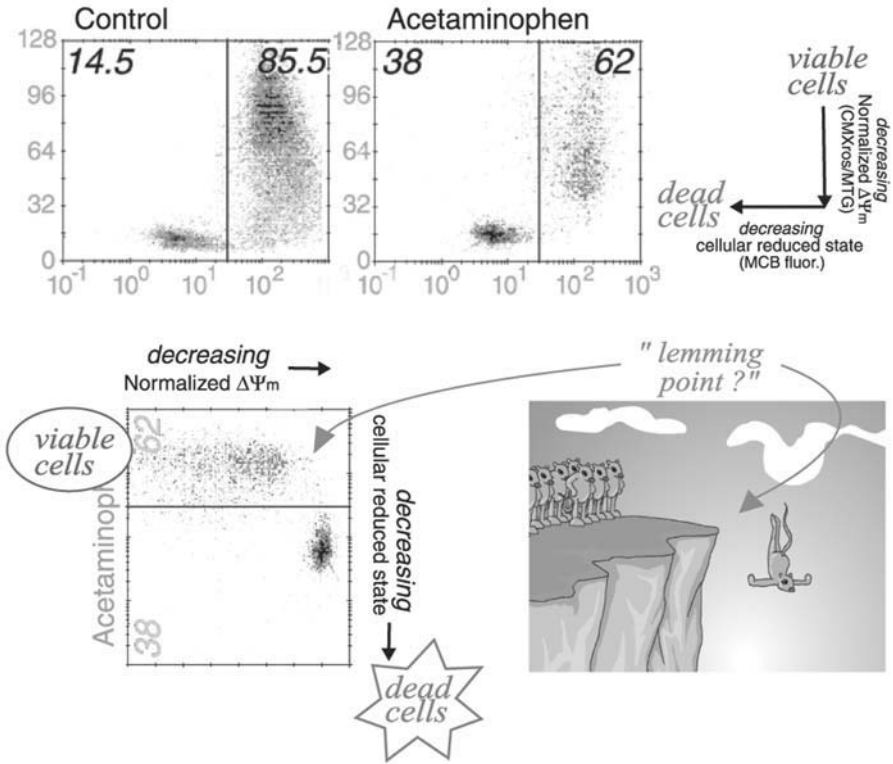 Control
Acetaminophen
128
96
64
32
0
14.5
85.5
10-1
100
101
102
128
96
64
32
0
38
62
10-1
100
101
102
103
viable
cells
decreasing
Normalized ΔΨm
(CMXros/MTG)
dead
cells
decreasing
cellular reduced state
(MCB fluor.)
decreasing
Normalized ΔΨm
" lemming
point ?"
viable
cells
62
Acetaminop
38
decreasing
cellular reduced state
dead
cells